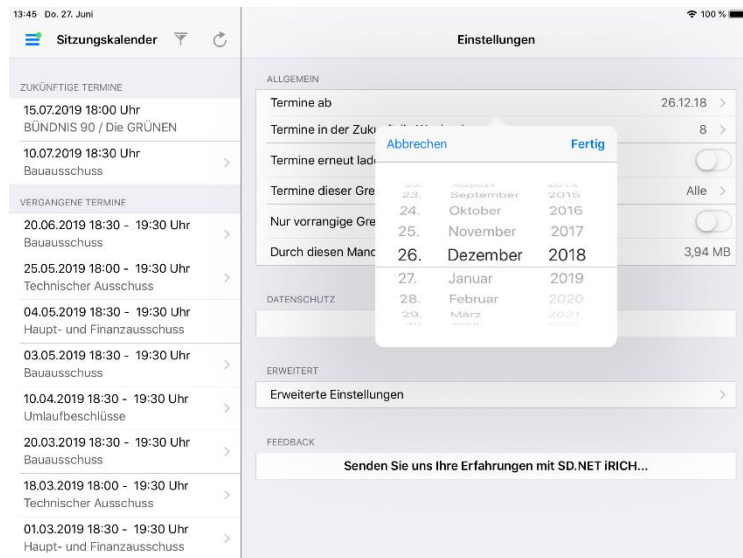 13:45 Do. 27. Juni
100 %
Sitzungskalender
Einstellungen
ZUKÜNFTIGE TERMINE
15.07.2019 18:00 Uhr
BÜNDNIS 90 / Die GRÜNEN
10.07.2019 18:30 Uhr
Bauausschuss
VERGANGENE TERMINE
20.06.2019 18:30 - 19:30 Uhr
Bauausschuss
25.05.2019 18:00 - 19:30 Uhr
Technischer Ausschuss
04.05.2019 18:30 - 19:30 Uhr
Haupt- und Finanzausschuss
03.05.2019 18:30 - 19:30 Uhr
Bauausschuss
10.04.2019 18:30 - 19:30 Uhr
Umlaufbeschlüsse
20.03.2019 18:30 - 19:30 Uhr
Bauausschuss
18.03.2019 18:00 - 19:30 Uhr
Technischer Ausschuss
01.03.2019 18:30 - 19:30 Uhr
Haupt- und Finanzausschuss
ALLGEMEIN
Termine ab 26.12.18
Termine in der Zuk 8
Termine erneut lad
Termine dieser Gre Alle
Nur vorrangige Gre
Durch diesen Mand 3,94 MB
Abbrechen Fertig
23. September 2015
24. Oktober 2016
25. November 2017
26. Dezember 2018
27. Januar 2019
28. Februar 2020
29. März 2021
DATENSCHUTZ
ERWEITERT
Erweiterte Einstellungen
FEEDBACK
Senden Sie uns Ihre Erfahrungen mit SD.NET iRICH...